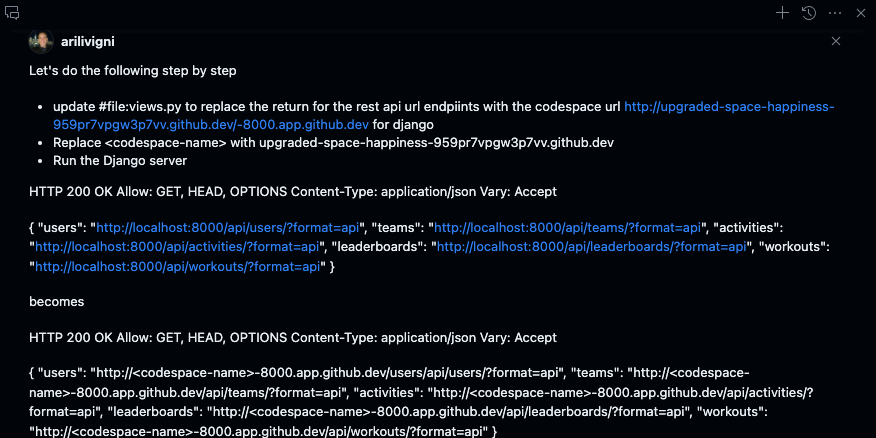 arilivigni
Let's do the following step by step
• update #file:views.py to replace the return for the rest api url endpiints with the codespace url http://upgraded-space-happiness-
959pr7vpgw3p7vv.github.dev/-8000.app.github.dev for django
• Replace <codespace-name> with upgraded-space-happiness-959pr7vpgw3p7vv.github.dev
• Run the Django server
HTTP 200 OK Allow: GET, HEAD, OPTIONS Content-Type: application/json Vary: Accept
{ "users": "http://localhost:8000/api/users/?format=api", "teams": "http://localhost:8000/api/teams/?format=api", "activities":
"http://localhost:8000/api/activities/?format=api", "leaderboards": "http://localhost:8000/api/leaderboards/?format=api", "workouts":
"http://localhost:8000/api/workouts/?format=api" }
becomes
HTTP 200 OK Allow: GET, HEAD, OPTIONS Content-Type: application/json Vary: Accept
{ "users": "http://<codespace-name>-8000.app.github.dev/users/api/users/?format=api", "teams": "http://<codespace-
name>-8000.app.github.dev/api/teams/?format=api", "activities": "http://<codespace-name>-8000.app.github.dev/api/activities/?
format=api", "leaderboards": "http://<codespace-name>-8000.app.github.dev/api/leaderboards/?format=api", "workouts":
"http://<codespace-name>-8000.app.github.dev/api/workouts/?format=api" }